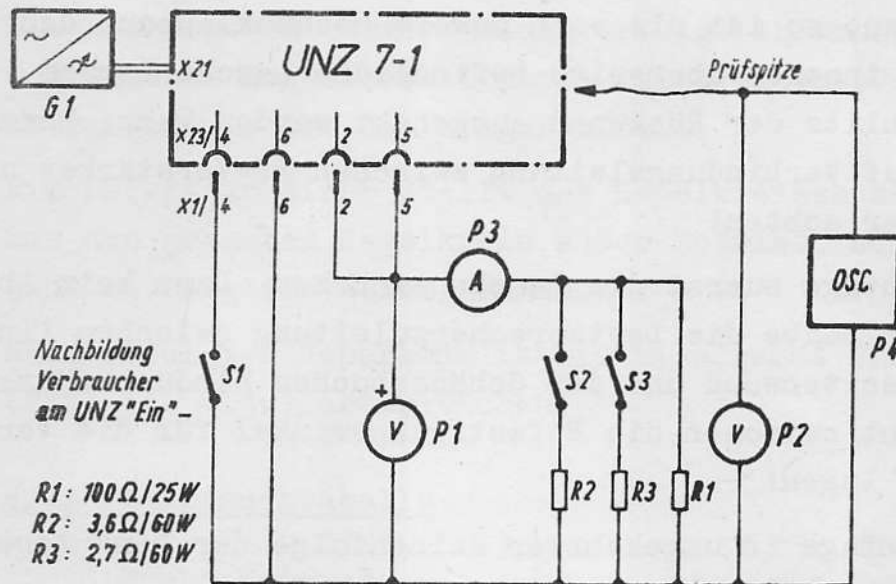 UNZ 7-1
X21
G1
Prüfspitze
X23/ 4 6 2 5
X1/ 4 6 2 5
P3
A
OSC
P4
Nachbildung
Verbraucher
am UNZ "Ein"-
S1
S2
S3
+
V
P1
V
P2
R2
R3
R1
R1: 100Ω/25W
R2: 3,6Ω/60W
R3: 2,7Ω/60W